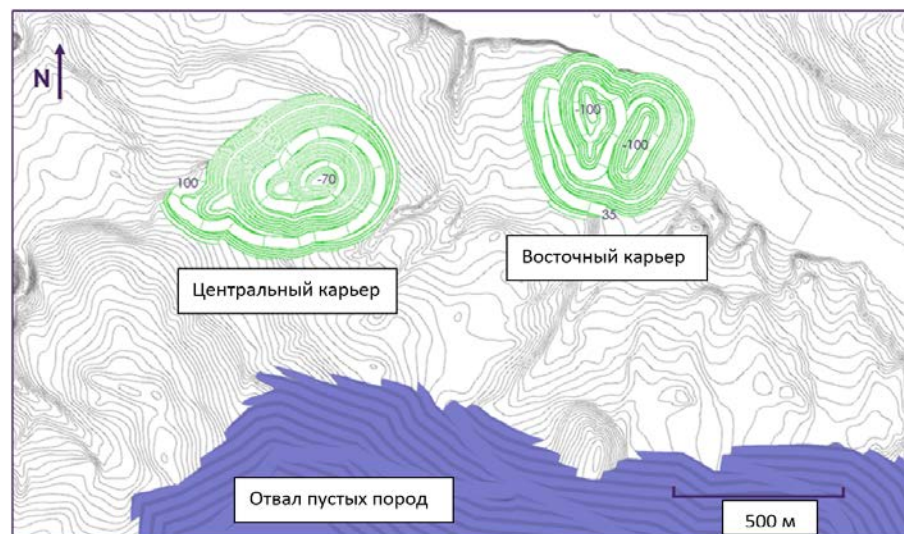 N
-100
-100
100
-70
35
Восточный карьер
Центральный карьер
Отвал пустых пород
500 м